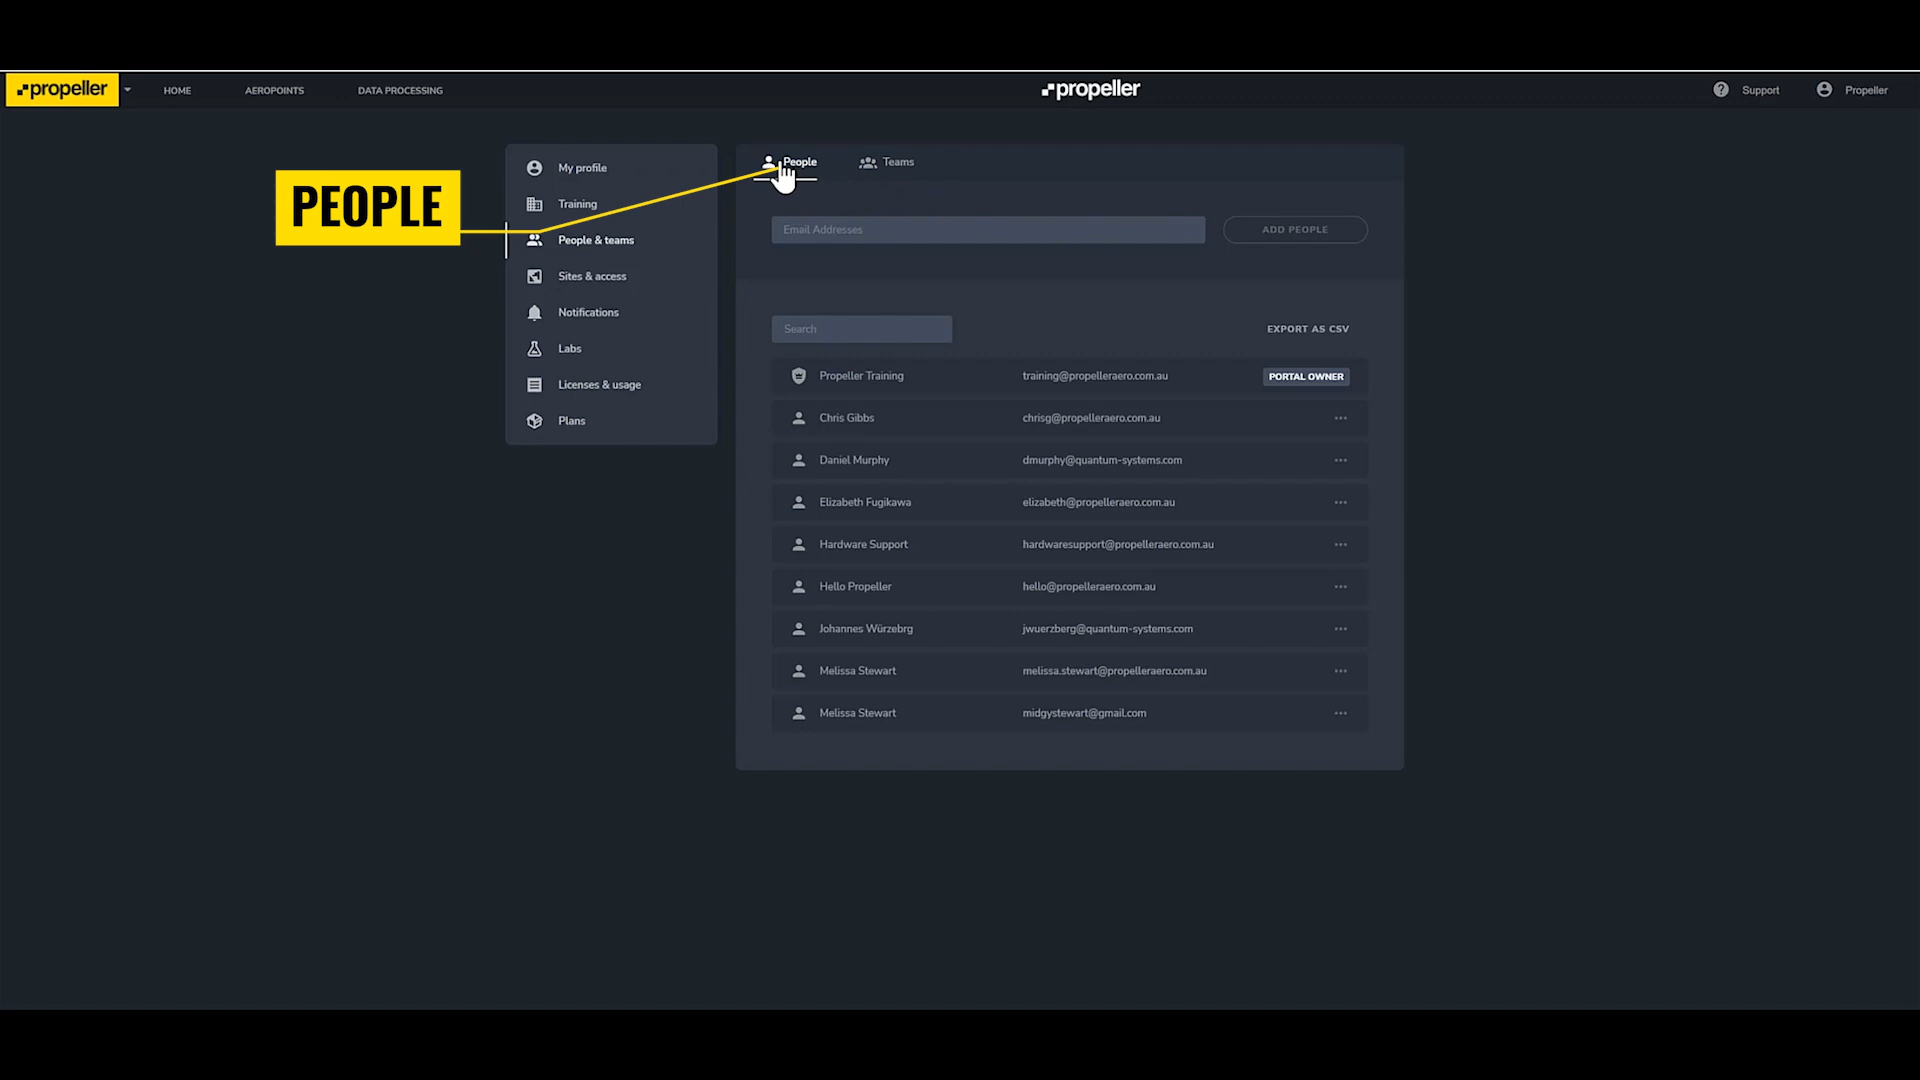 propeller
HOME
AEROPOINTS
DATA PROCESSING
propeller
Support
Propeller
PEOPLE
My profile
Training
People & teams
Sites & access
Notifications
Labs
Licenses & usage
Plans
People
Teams
Email Addresses
ADD PEOPLE
Search
EXPORT AS CSV
Propeller Training training@propelleraero.com.au PORTAL OWNER
Chris Gibbs chrisg@propelleraero.com.au
Daniel Murphy dmurphy@quantum-systems.com
Elizabeth Fugikawa elizabeth@propelleraero.com.au
Hardware Support hardwaresupport@propelleraero.com.au
Hello Propeller hello@propelleraero.com.au
Johannes Würzebrg jwuerzberg@quantum-systems.com
Melissa Stewart melissa.stewart@propelleraero.com.au
Melissa Stewart midgystewart@gmail.com